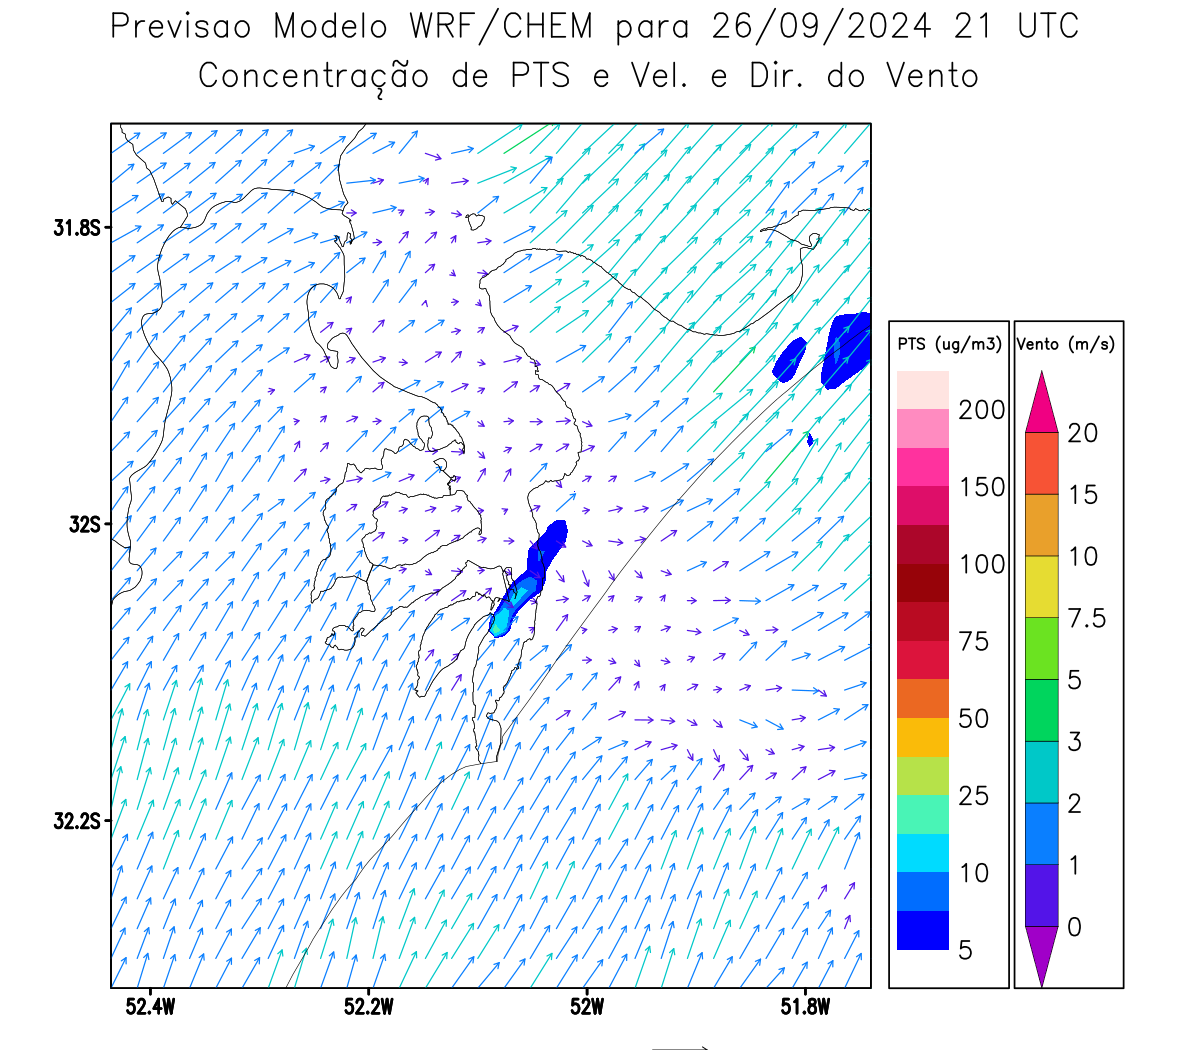 Previsao Modelo WRF/CHEM para 26/09/2024 21 UTC
Concentração de PTS e Vel. e Dir. do Vento
31.8S
32S
32.2S
52.4W
52.2W
52W
51.8W
PTS (ug/m3)
200
150
100
75
50
25
10
5
Vento (m/s)
20
15
10
7.5
5
3
2
1
0